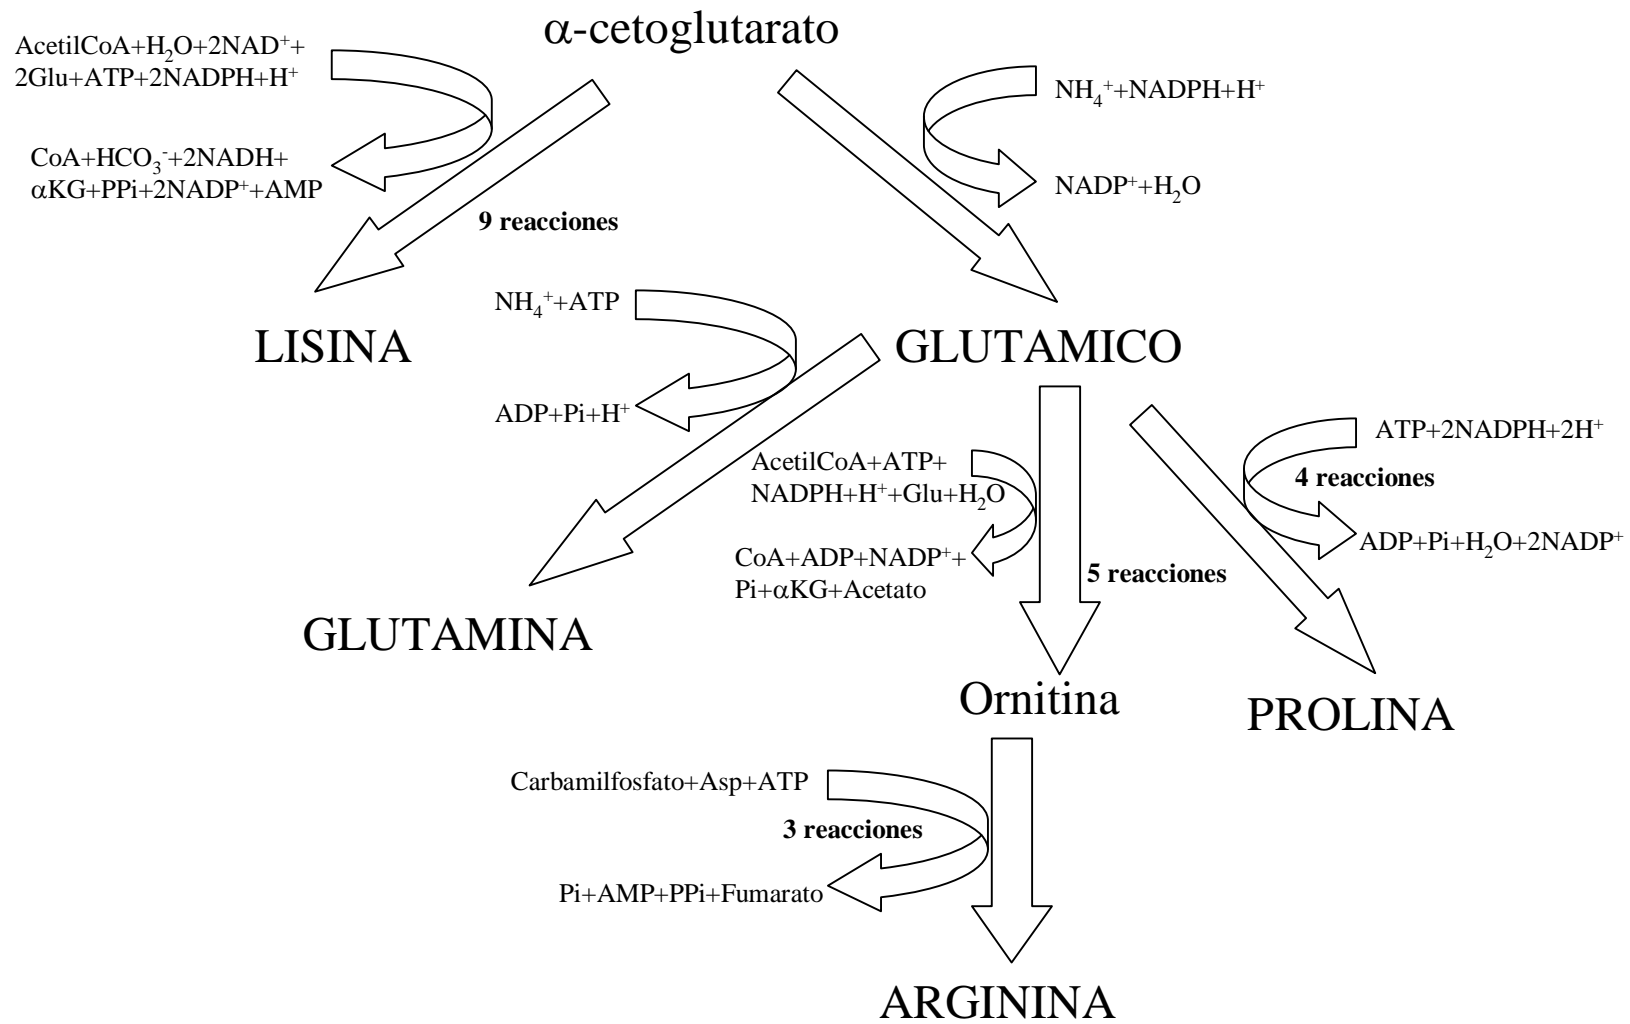 α-cetoglutarato
AcetilCoA+H₂O+2NAD⁺+
2Glu+ATP+2NADPH+H⁺
NH₄⁺+NADPH+H⁺
CoA+HCO₃⁻+2NADH+
αKG+PPi+2NADP⁺+AMP
NADP⁺+H₂O
9 reacciones
NH₄⁺+ATP
LISINA
GLUTAMICO
ADP+Pi+H⁺
ATP+2NADPH+2H⁺
AcetilCoA+ATP+
NADPH+H⁺+Glu+H₂O
4 reacciones
ADP+Pi+H₂O+2NADP⁺
CoA+ADP+NADP⁺+
Pi+αKG+Acetato
5 reacciones
GLUTAMINA
Ornitina
PROLINA
Carbamilfosfato+Asp+ATP
3 reacciones
Pi+AMP+PPi+Fumarato
ARGININA